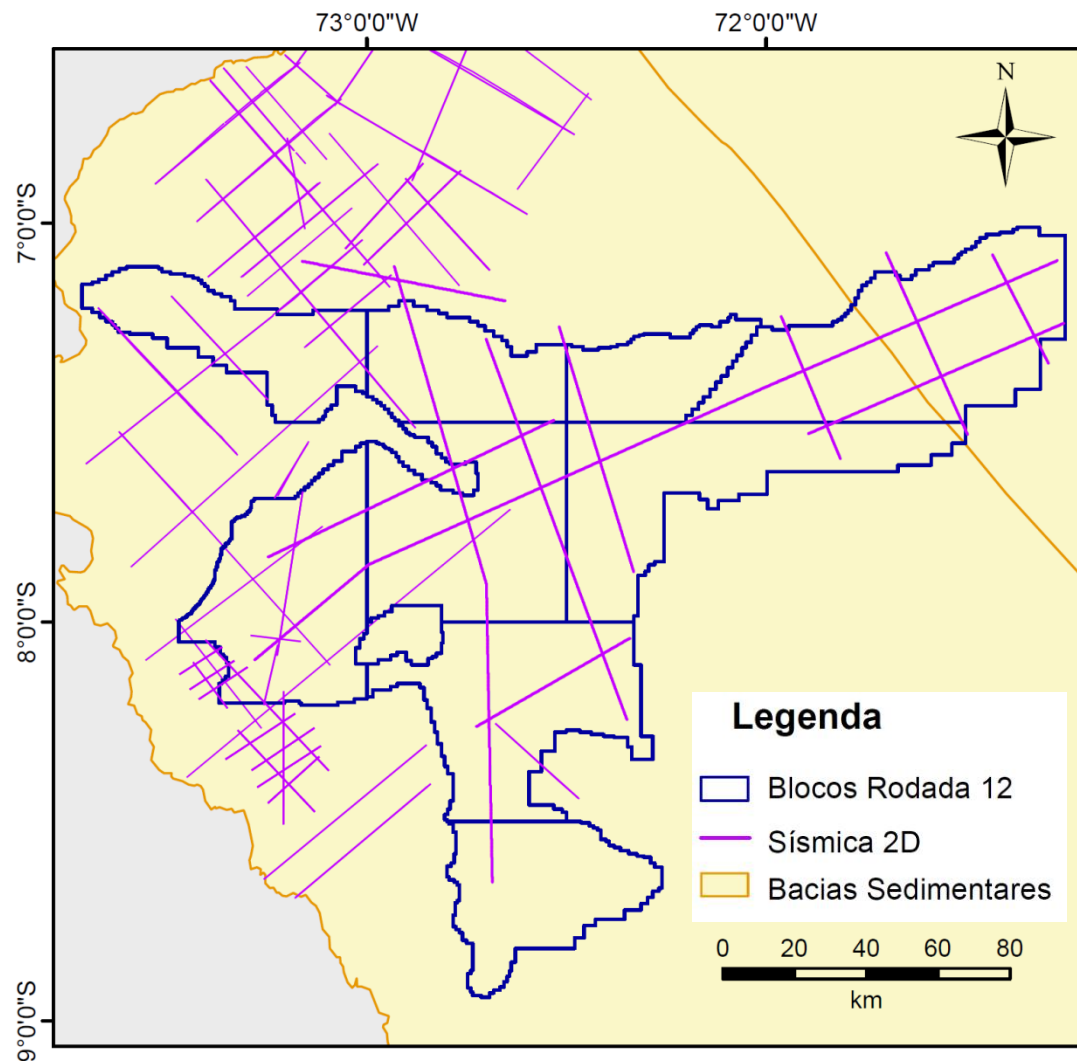 73°0'0"W 72°0'0"W
N
7°0'0"S
8°0'0"S
9°0'0"S
Legenda
Blocos Rodada 12
Sísmica 2D
Bacias Sedimentares
0 20 40 60 80
km